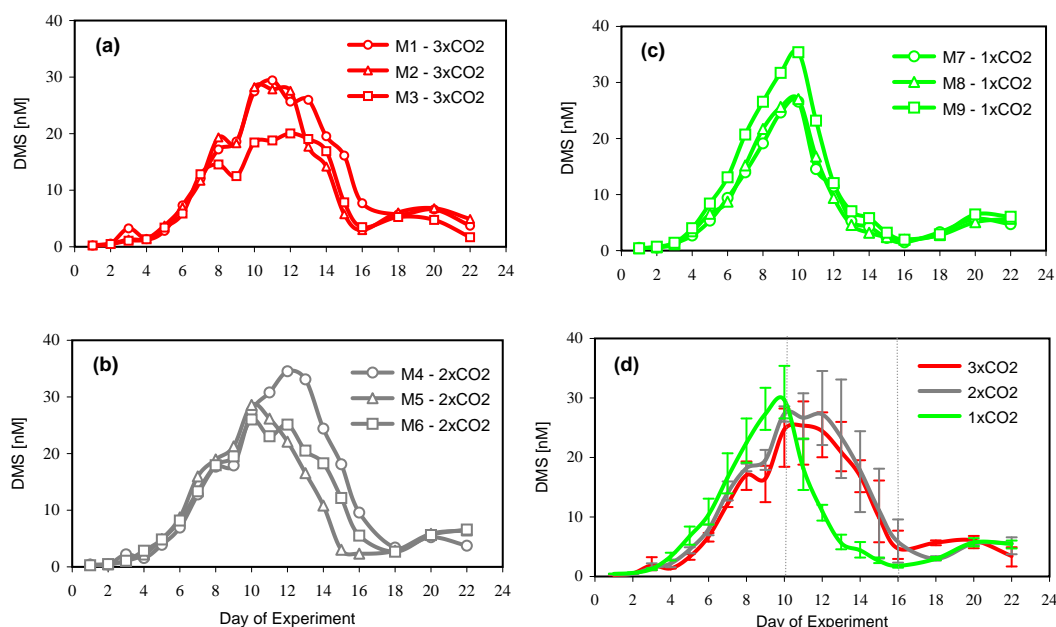 (a)
M1 - 3xCO2
M2 - 3xCO2
M3 - 3xCO2
DMS [nM]
40
30
20
10
0
0 2 4 6 8 10 12 14 16 18 20 22 24
(c)
M7 - 1xCO2
M8 - 1xCO2
M9 - 1xCO2
DMS [nM]
40
30
20
10
0
0 2 4 6 8 10 12 14 16 18 20 22 24
(b)
M4 - 2xCO2
M5 - 2xCO2
M6 - 2xCO2
DMS [nM]
40
30
20
10
0
0 2 4 6 8 10 12 14 16 18 20 22 24
Day of Experiment
(d)
3xCO2
2xCO2
1xCO2
DMS [nM]
40
30
20
10
0
0 2 4 6 8 10 12 14 16 18 20 22 24
Day of Experiment